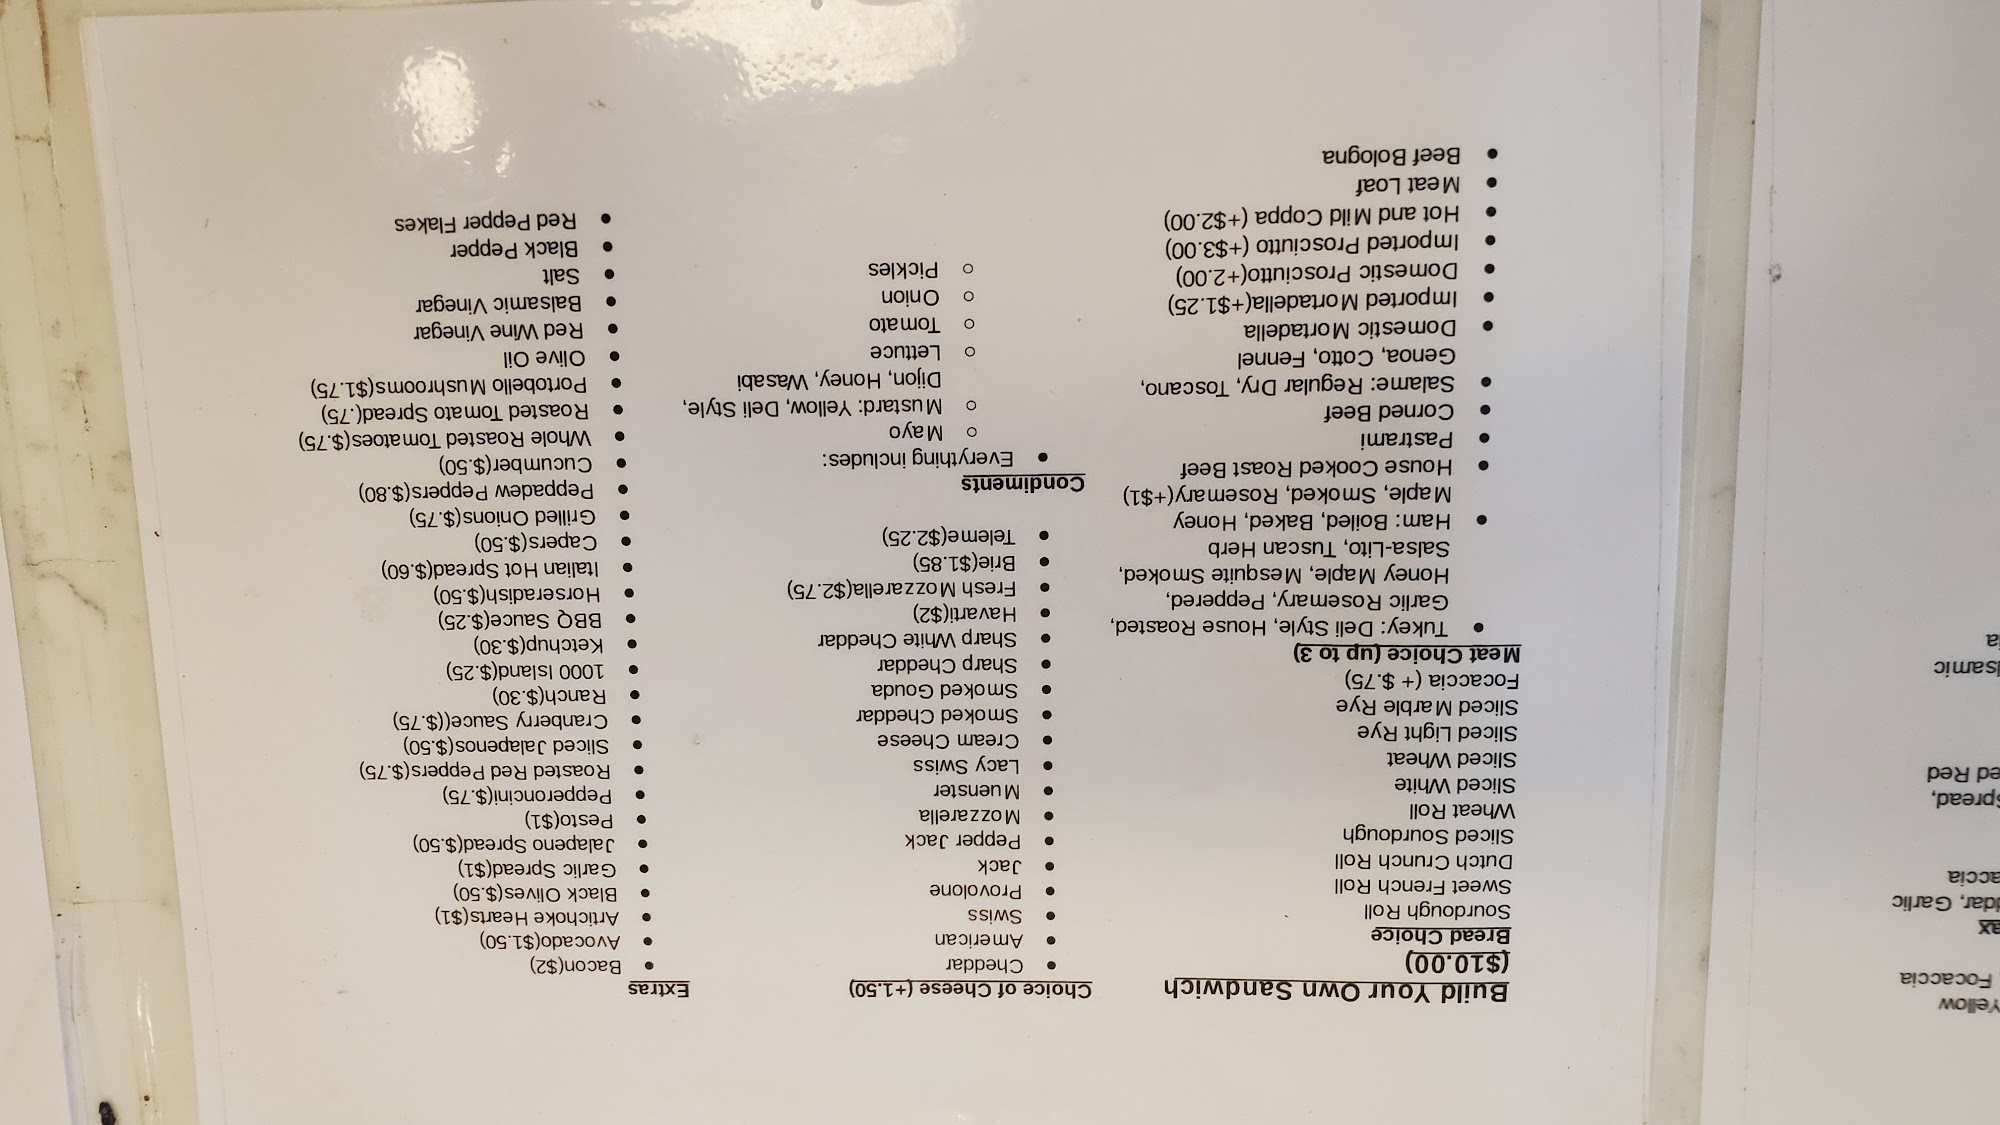 Build Your Own Sandwich
($10.00)
Bread Choice
Sourdough Roll
Sweet French Roll
Dutch Crunch Roll
Sliced Sourdough
Wheat Roll
Sliced White
Sliced Wheat
Sliced Light Rye
Sliced Marble Rye
Focaccia (+ $.75)
Meat Choice (up to 3)
• Tukey: Deli Style, House Roasted,
Garlic Rosemary, Peppered,
Honey Maple, Mesquite Smoked,
Salsa-Lito, Tuscan Herb
• Ham: Boiled, Baked, Honey
Maple, Smoked, Rosemary(+$1)
• House Cooked Roast Beef
• Pastrami
• Corned Beef
• Salame: Regular Dry, Toscano,
Genoa, Cotto, Fennel
• Domestic Mortadella
• Imported Mortadella(+$1.25)
• Domestic Prosciutto(+2.00)
• Imported Prosciutto (+$3.00)
• Hot and Mild Coppa (+$2.00)
• Meat Loaf
• Beef Bologna
Choice of Cheese (+1.50)
• Cheddar
• American
• Swiss
• Provolone
• Jack
• Pepper Jack
• Mozzarella
• Muenster
• Lacy Swiss
• Cream Cheese
• Smoked Cheddar
• Smoked Gouda
• Sharp Cheddar
• Sharp White Cheddar
• Havarti($2)
• Fresh Mozzarella($2.75)
• Brie($1.85)
• Teleme($2.25)
Condiments
• Everything includes:
○ Mayo
○ Mustard: Yellow, Deli Style,
Dijon, Honey, Wasabi
○ Lettuce
○ Tomato
○ Onion
○ Pickles
Extras
• Bacon($2)
• Avocado($1.50)
• Artichoke Hearts($1)
• Black Olives($.50)
• Garlic Spread($1)
• Jalapeno Spread($.50)
• Pesto($1)
• Pepperoncini($.75)
• Roasted Red Peppers($.75)
• Sliced Jalapenos($.50)
• Cranberry Sauce(($.75)
• Ranch($.30)
• 1000 Island($.25)
• Ketchup($.30)
• BBQ Sauce($.25)
• Horseradish($.50)
• Italian Hot Spread($.60)
• Capers($.50)
• Grilled Onions($.75)
• Peppadew Peppers($.80)
• Cucumber($.50)
• Whole Roasted Tomatoes($.75)
• Roasted Tomato Spread(.75)
• Portobello Mushrooms($1.75)
• Olive Oil
• Red Wine Vinegar
• Balsamic Vinegar
• Salt
• Black Pepper
• Red Pepper Flakes
Yellow
Focaccia
Garlic
Spread,
Red